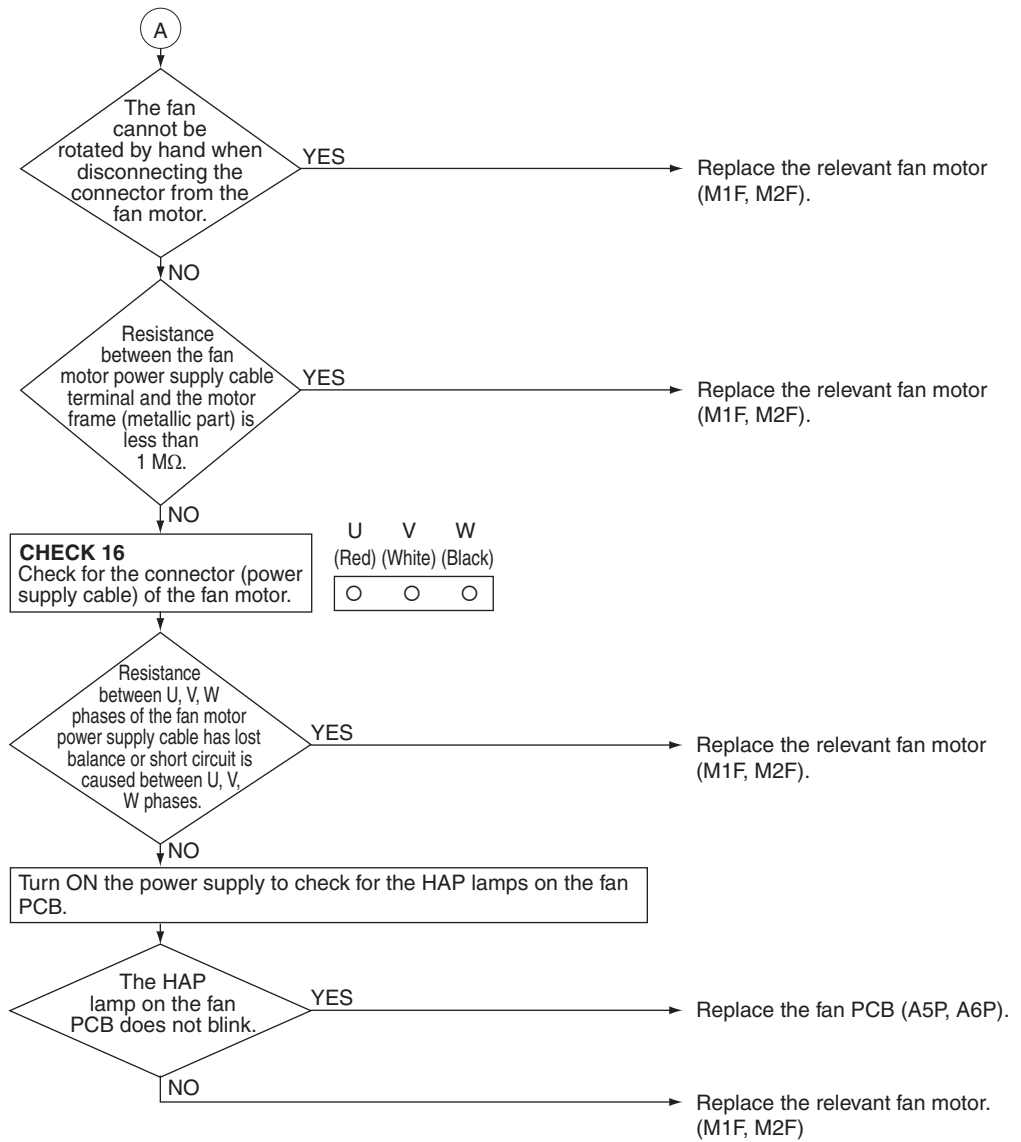 A
The fan
cannot be
rotated by hand when
disconnecting the
connector from the
fan motor.
YES
Replace the relevant fan motor
(M1F, M2F).
NO
Resistance
between the fan
motor power supply cable
terminal and the motor
frame (metallic part) is
less than
1 MΩ.
YES
Replace the relevant fan motor
(M1F, M2F).
NO
CHECK 16
Check for the connector (power
supply cable) of the fan motor.
U V W
(Red) (White) (Black)
Resistance
between U, V, W
phases of the fan motor
power supply cable has lost
balance or short circuit is
caused between U, V,
W phases.
YES
Replace the relevant fan motor
(M1F, M2F).
NO
Turn ON the power supply to check for the HAP lamps on the fan
PCB.
The HAP
lamp on the fan
PCB does not blink.
YES
Replace the fan PCB (A5P, A6P).
NO
Replace the relevant fan motor.
(M1F, M2F)